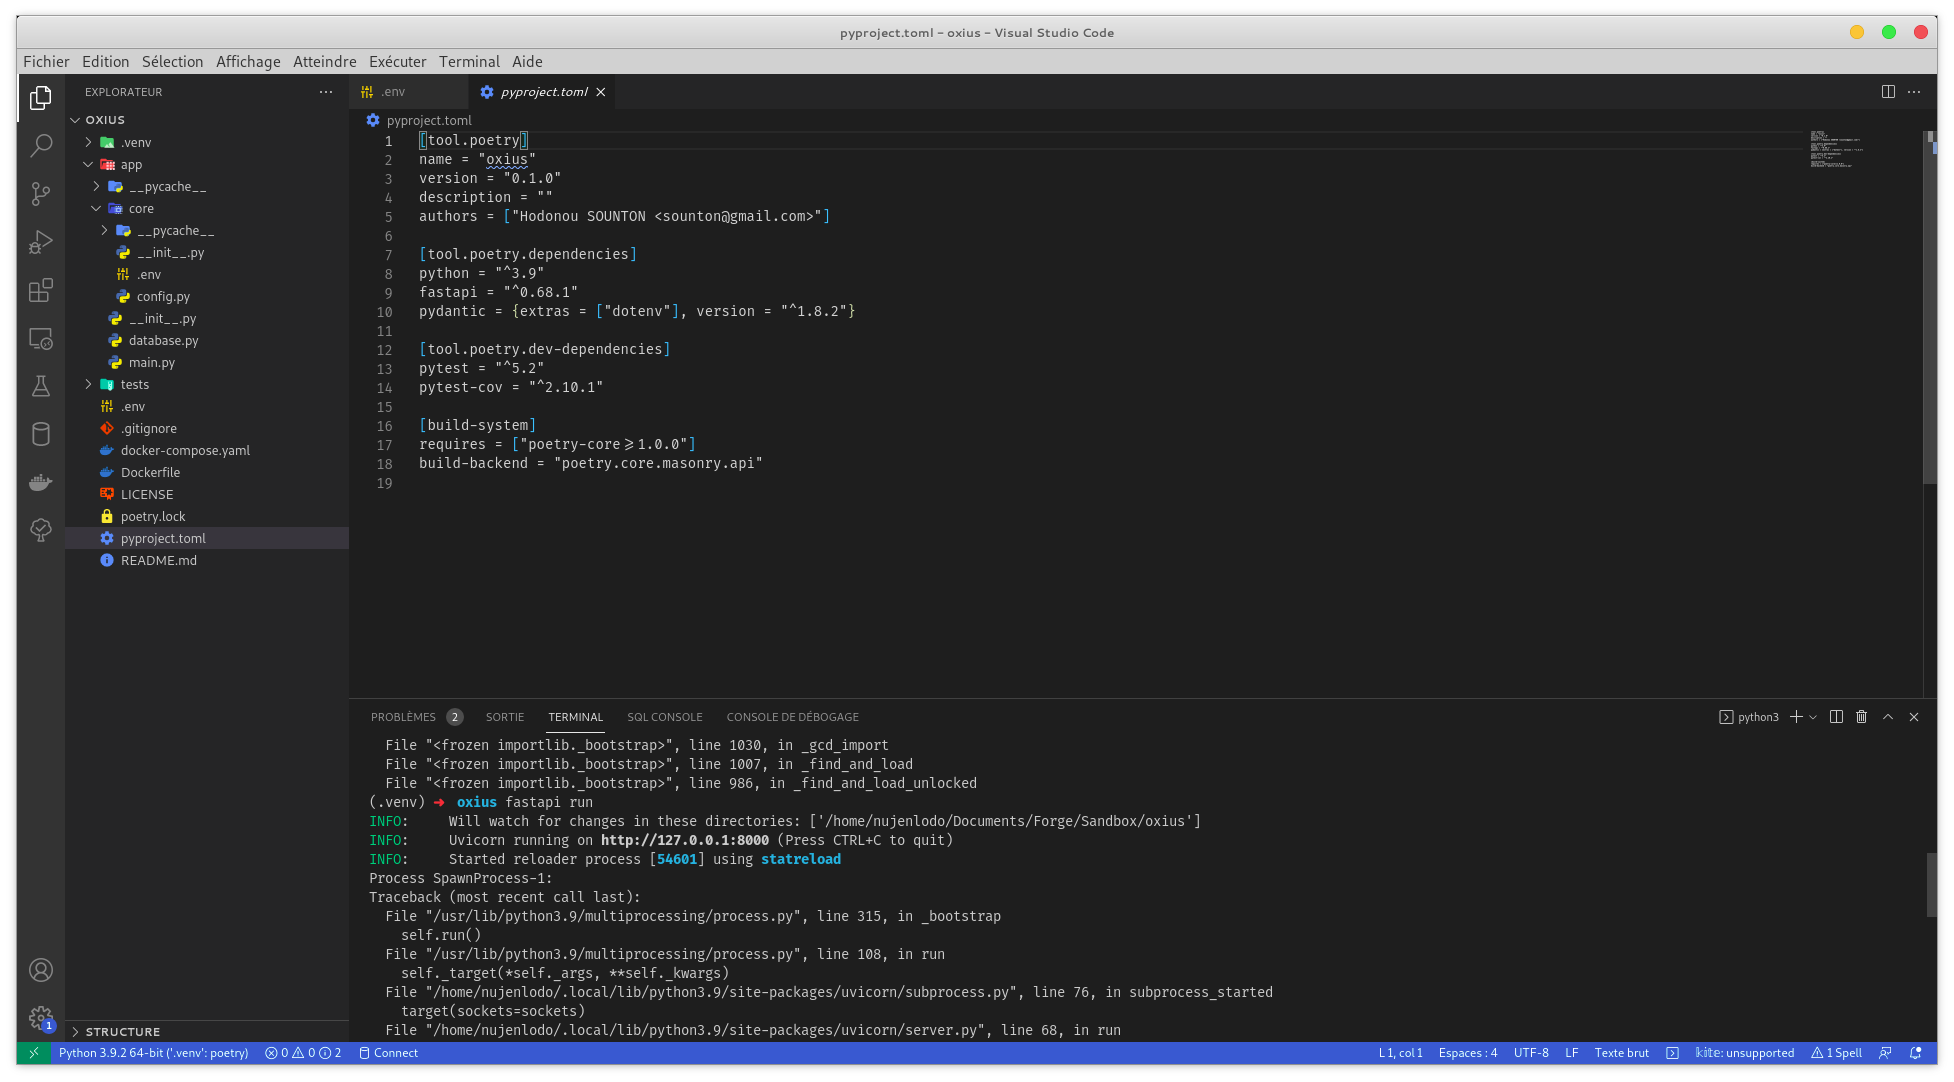 pyproject.toml - oxius - Visual Studio Code
Fichier Edition Sélection Affichage Atteindre Exécuter Terminal Aide
EXPLORATEUR
OXIUS
.venv
app
__pycache__
core
__pycache__
__init__.py
.env
config.py
__init__.py
database.py
main.py
tests
.env
.gitignore
docker-compose.yaml
Dockerfile
LICENSE
poetry.lock
pyproject.toml
README.md
STRUCTURE
.env pyproject.toml
pyproject.toml
1 [tool.poetry]
2 name = "oxius"
3 version = "0.1.0"
4 description = ""
5 authors = ["Hodonou SOUNTON <sounton@gmail.com>"]
6
7 [tool.poetry.dependencies]
8 python = "^3.9"
9 fastapi = "^0.68.1"
10 pydantic = {extras = ["dotenv"], version = "^1.8.2"}
11
12 [tool.poetry.dev-dependencies]
13 pytest = "^5.2"
14 pytest-cov = "^2.10.1"
15
16 [build-system]
17 requires = ["poetry-core>=1.0.0"]
18 build-backend = "poetry.core.masonry.api"
19
PROBLÈMES 2 SORTIE TERMINAL SQL CONSOLE CONSOLE DE DÉBOGAGE python3
File "<frozen importlib._bootstrap>", line 1030, in _gcd_import
File "<frozen importlib._bootstrap>", line 1007, in _find_and_load
File "<frozen importlib._bootstrap>", line 986, in _find_and_load_unlocked
(.venv) ➜ oxius fastapi run
INFO: Will watch for changes in these directories: ['/home/nujenlodo/Documents/Forge/Sandbox/oxius']
INFO: Uvicorn running on http://127.0.0.1:8000 (Press CTRL+C to quit)
INFO: Started reloader process [54601] using statreload
Process SpawnProcess-1:
Traceback (most recent call last):
File "/usr/lib/python3.9/multiprocessing/process.py", line 315, in _bootstrap
self.run()
File "/usr/lib/python3.9/multiprocessing/process.py", line 108, in run
self._target(*self._args, **self._kwargs)
File "/home/nujenlodo/.local/lib/python3.9/site-packages/uvicorn/subprocess.py", line 76, in subprocess_started
target(sockets=sockets)
File "/home/nujenlodo/.local/lib/python3.9/site-packages/uvicorn/server.py", line 68, in run
1
Python 3.9.2 64-bit ('.venv': poetry) 0 0 2 Connect L 1, col 1 Espaces : 4 UTF-8 LF Texte brut kite: unsupported 1 Spell